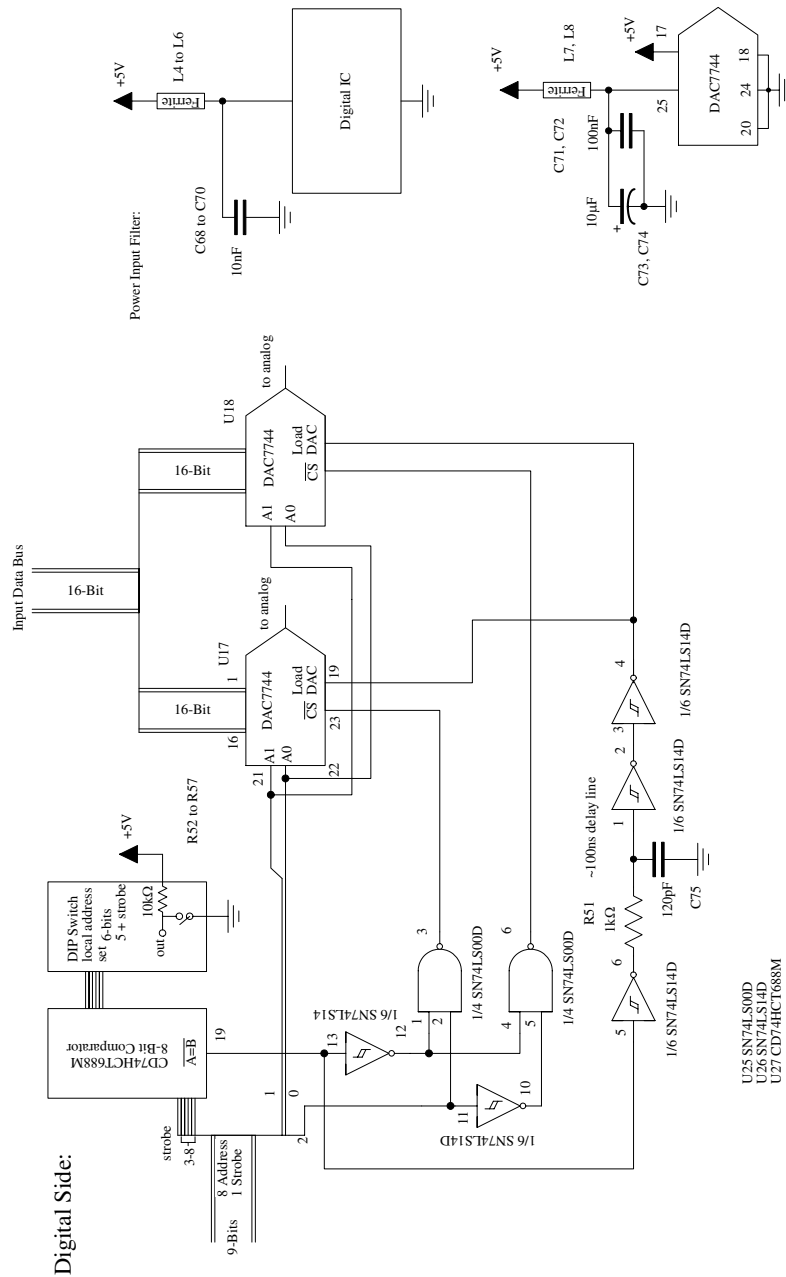 Digital Side:
9-Bits
8 Address
1 Strobe
strobe
3-8
1
0
2
CD74HCT688M
8-Bit Comparator
A=B
19
DIP Switch
local address
set 6-bits
5 + strobe
10kΩ
out
+5V
R52 to R57
Input Data Bus
16-Bit
16-Bit
16
1
U17
DAC7744
to analog
A1
A0
21
22
CS
Load
DAC
23
19
16-Bit
U18
DAC7744
to analog
A1
A0
CS
Load
DAC
13
1/6 SN74LS14
12
11
1/6 SN74LS14D
10
1
2
3
1/4 SN74LS00D
4
5
6
1/4 SN74LS00D
5
6
1/6 SN74LS14D
R51
1kΩ
~100ns delay line
120pF
C75
1
2
1/6 SN74LS14D
3
4
1/6 SN74LS14D
U25 SN74LS00D
U26 SN74LS14D
U27 CD74HCT688M
Power Input Filter:
+5V
Ferrite
L4 to L6
C68 to C70
10nF
Digital IC
+5V
Ferrite
L7, L8
C71, C72
100nF
10µF
+
C73, C74
25
+5V
17
DAC7744
20
24
18